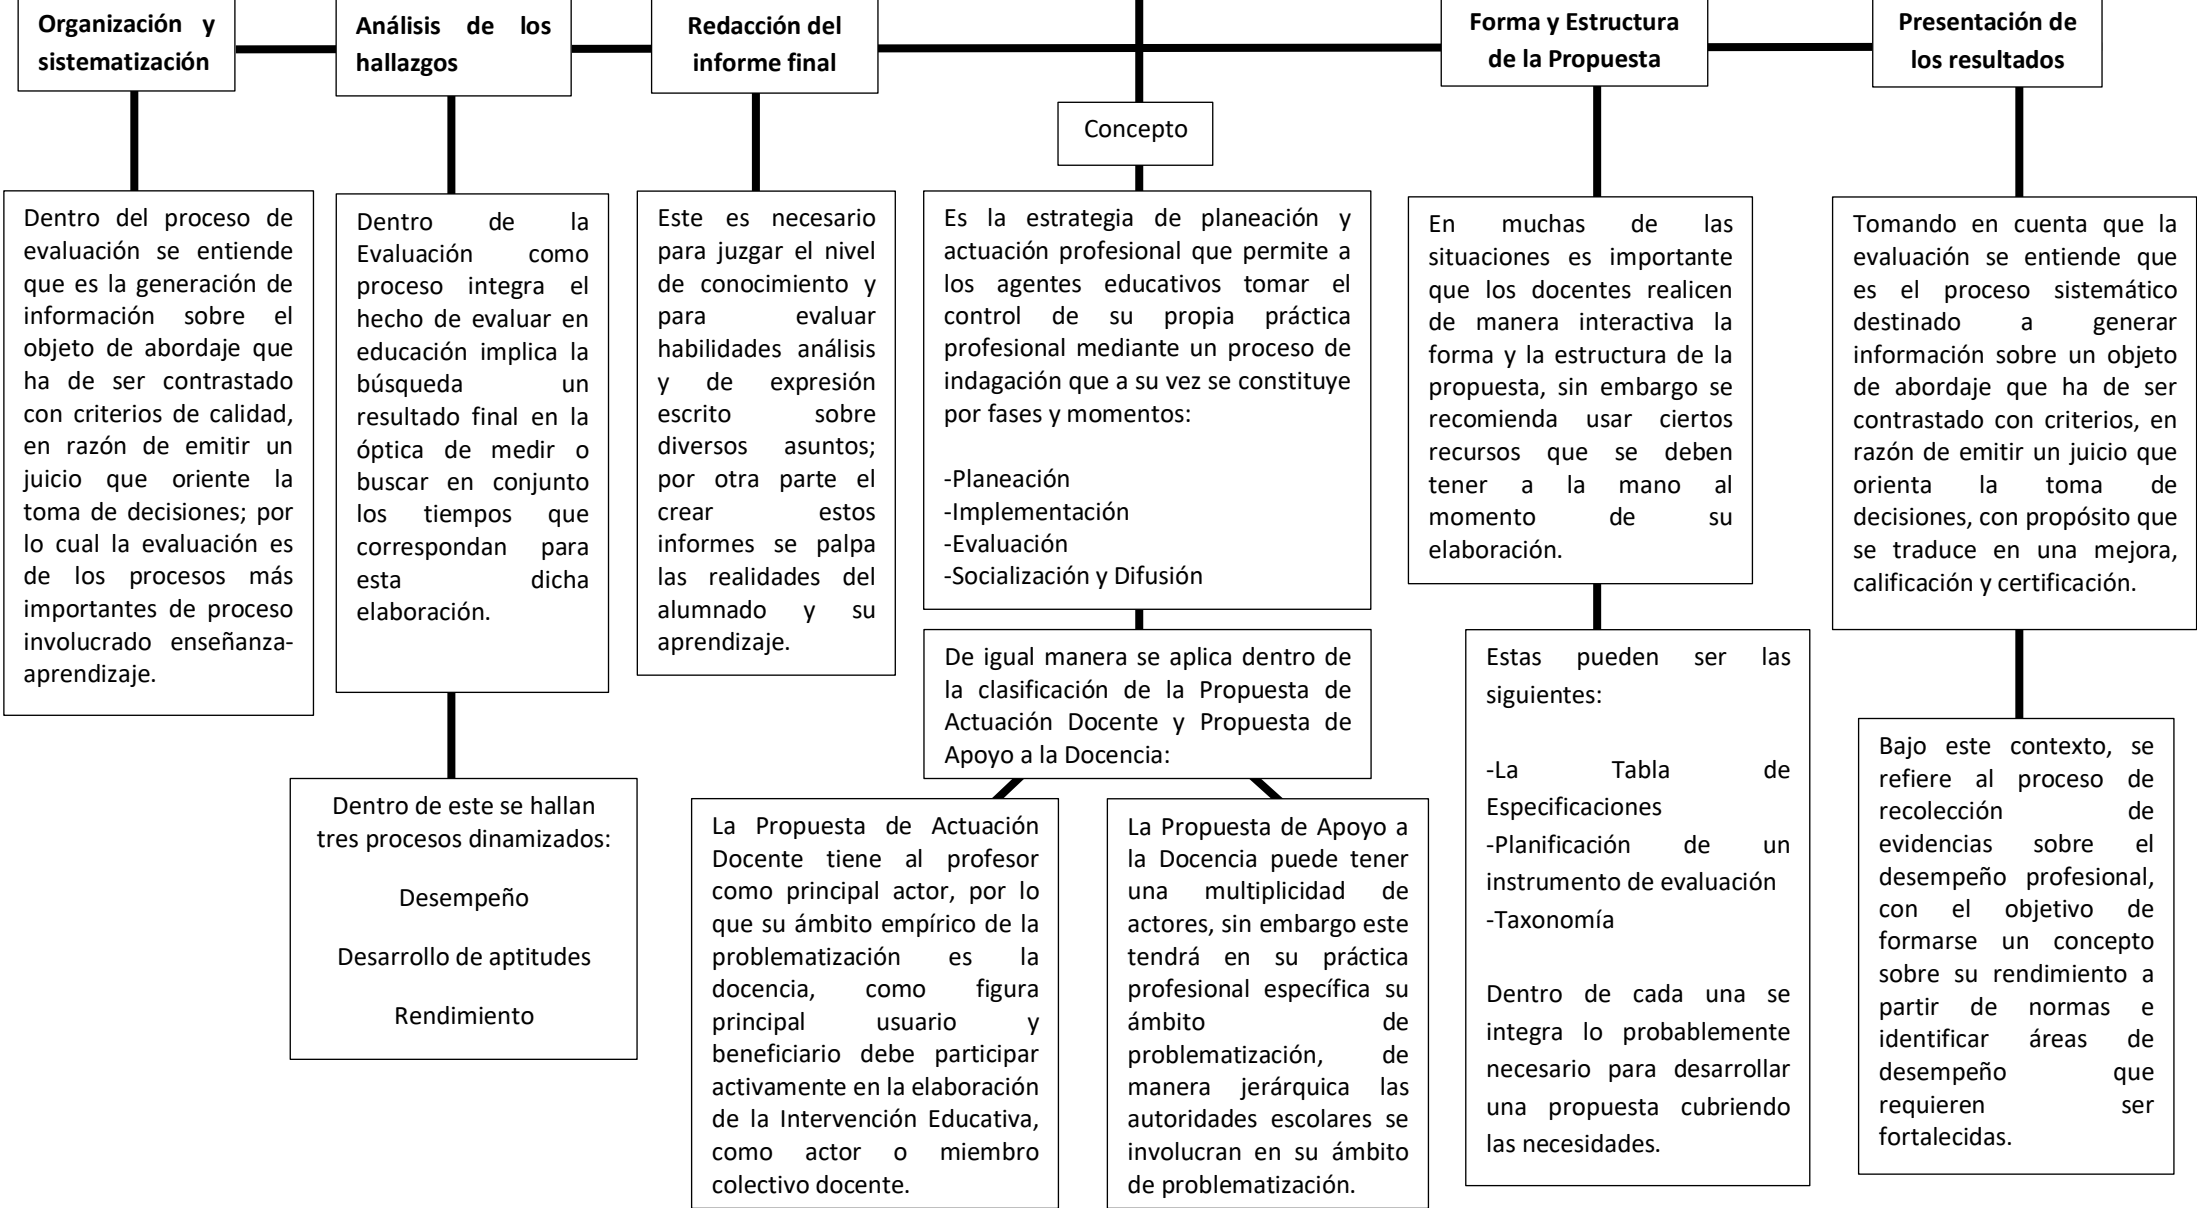 Organización y
sistematización
Análisis de los
hallazgos
Redacción del
informe final
Forma y Estructura
de la Propuesta
Presentación de
los resultados
Concepto
Dentro del proceso de
evaluación se entiende
que es la generación de
información sobre el
objeto de abordaje que
ha de ser contrastado
con criterios de calidad,
en razón de emitir un
juicio que oriente la
toma de decisiones; por
lo cual la evaluación es
de los procesos más
importantes de proceso
involucrado enseñanza-
aprendizaje.
Dentro de la
Evaluación como
proceso integra el
hecho de evaluar en
educación implica la
búsqueda un
resultado final en la
óptica de medir o
buscar en conjunto
los tiempos que
correspondan para
esta dicha
elaboración.
Dentro de este se hallan
tres procesos dinamizados:
Desempeño
Desarrollo de aptitudes
Rendimiento
Este es necesario
para juzgar el nivel
de conocimiento y
para evaluar
habilidades análisis
y de expresión
escrito sobre
diversos asuntos;
por otra parte el
crear estos
informes se palpa
las realidades del
alumnado y su
aprendizaje.
Es la estrategia de planeación y
actuación profesional que permite a
los agentes educativos tomar el
control de su propia práctica
profesional mediante un proceso de
indagación que a su vez se constituye
por fases y momentos:
-Planeación
-Implementación
-Evaluación
-Socialización y Difusión
De igual manera se aplica dentro de
la clasificación de la Propuesta de
Actuación Docente y Propuesta de
Apoyo a la Docencia:
La Propuesta de Actuación
Docente tiene al profesor
como principal actor, por lo
que su ámbito empírico de la
problematización es la
docencia, como figura
principal usuario y
beneficiario debe participar
activamente en la elaboración
de la Intervención Educativa,
como actor o miembro
colectivo docente.
La Propuesta de Apoyo a
la Docencia puede tener
una multiplicidad de
actores, sin embargo este
tendrá en su práctica
profesional específica su
ámbito de
problematización, de
manera jerárquica las
autoridades escolares se
involucran en su ámbito
de problematización.
En muchas de las
situaciones es importante
que los docentes realicen
de manera interactiva la
forma y la estructura de la
propuesta, sin embargo se
recomienda usar ciertos
recursos que se deben
tener a la mano al
momento de su
elaboración.
Estas pueden ser las
siguientes:
-La Tabla de
Especificaciones
-Planificación de un
instrumento de evaluación
-Taxonomía
Dentro de cada una se
integra lo probablemente
necesario para desarrollar
una propuesta cubriendo
las necesidades.
Tomando en cuenta que la
evaluación se entiende que
es el proceso sistemático
destinado a generar
información sobre un objeto
de abordaje que ha de ser
contrastado con criterios, en
razón de emitir un juicio que
orienta la toma de
decisiones, con propósito que
se traduce en una mejora,
calificación y certificación.
Bajo este contexto, se
refiere al proceso de
recolección de
evidencias sobre el
desempeño profesional,
con el objetivo de
formarse un concepto
sobre su rendimiento a
partir de normas e
identificar áreas de
desempeño que
requieren ser
fortalecidas.